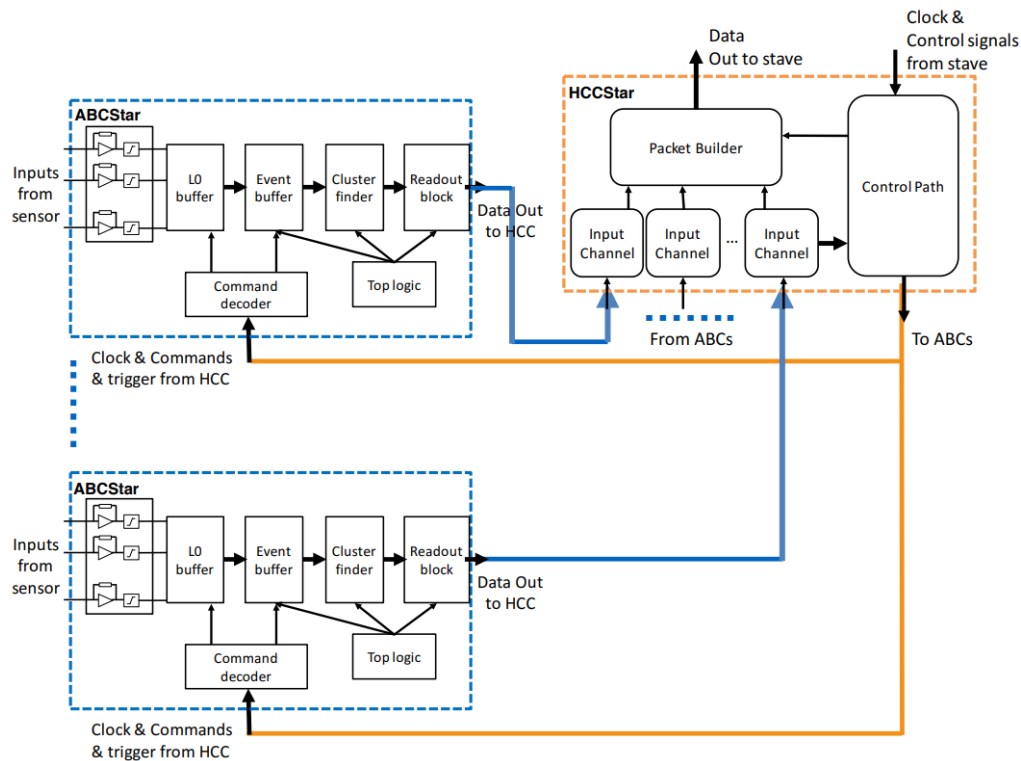 Data
Out to stave
Clock &
Control signals
from stave
HCCStar
Packet Builder
Control Path
Input
Channel
Input
Channel
...
Input
Channel
From ABCs
To ABCs
ABCStar
Inputs
from
sensor
L0
buffer
Event
buffer
Cluster
finder
Readout
block
Data Out
to HCC
Command
decoder
Top logic
Clock & Commands
& trigger from HCC
ABCStar
Inputs
from
sensor
L0
buffer
Event
buffer
Cluster
finder
Readout
block
Data Out
to HCC
Command
decoder
Top logic
Clock & Commands
& trigger from HCC